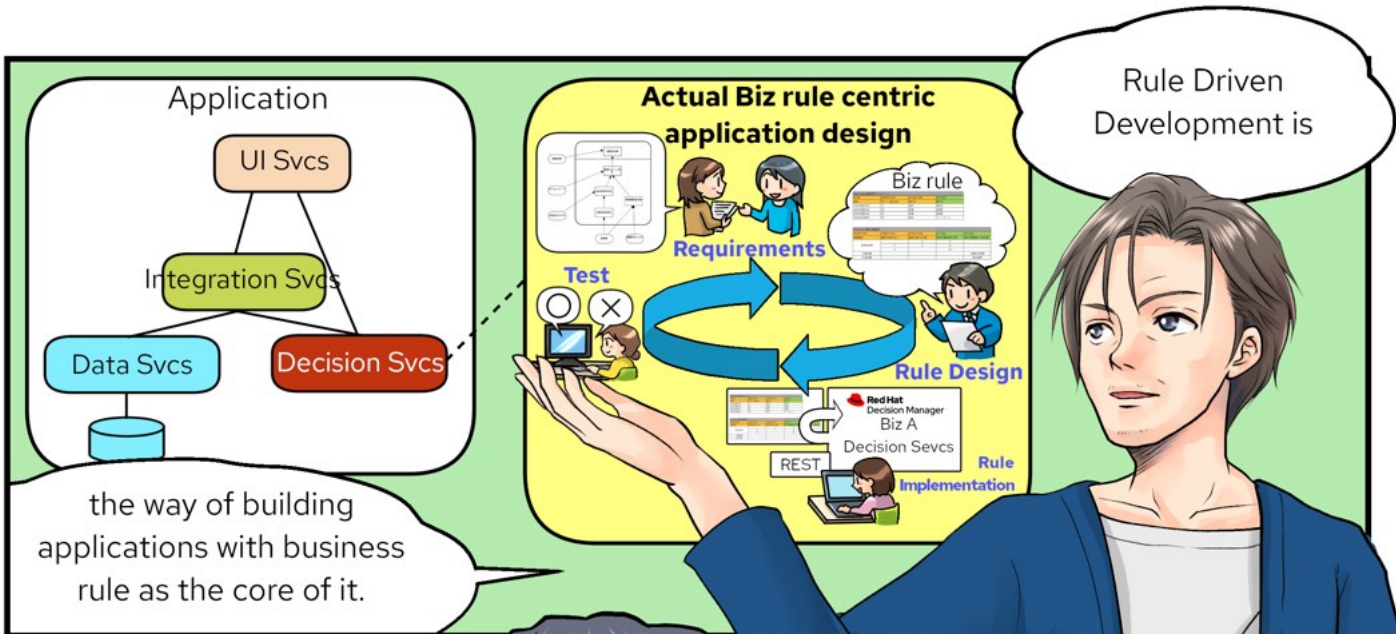 Rule Driven
Development is
Application
UI Svcs
Integration Svcs
Data Svcs
Decision Svcs
Actual Biz rule centric
application design
Biz rule
Requirements
Test
Rule Design
Red Hat
Decision Manager
Biz A
Decision Sevcs
REST
Rule
Implementation
the way of building
applications with business
rule as the core of it.